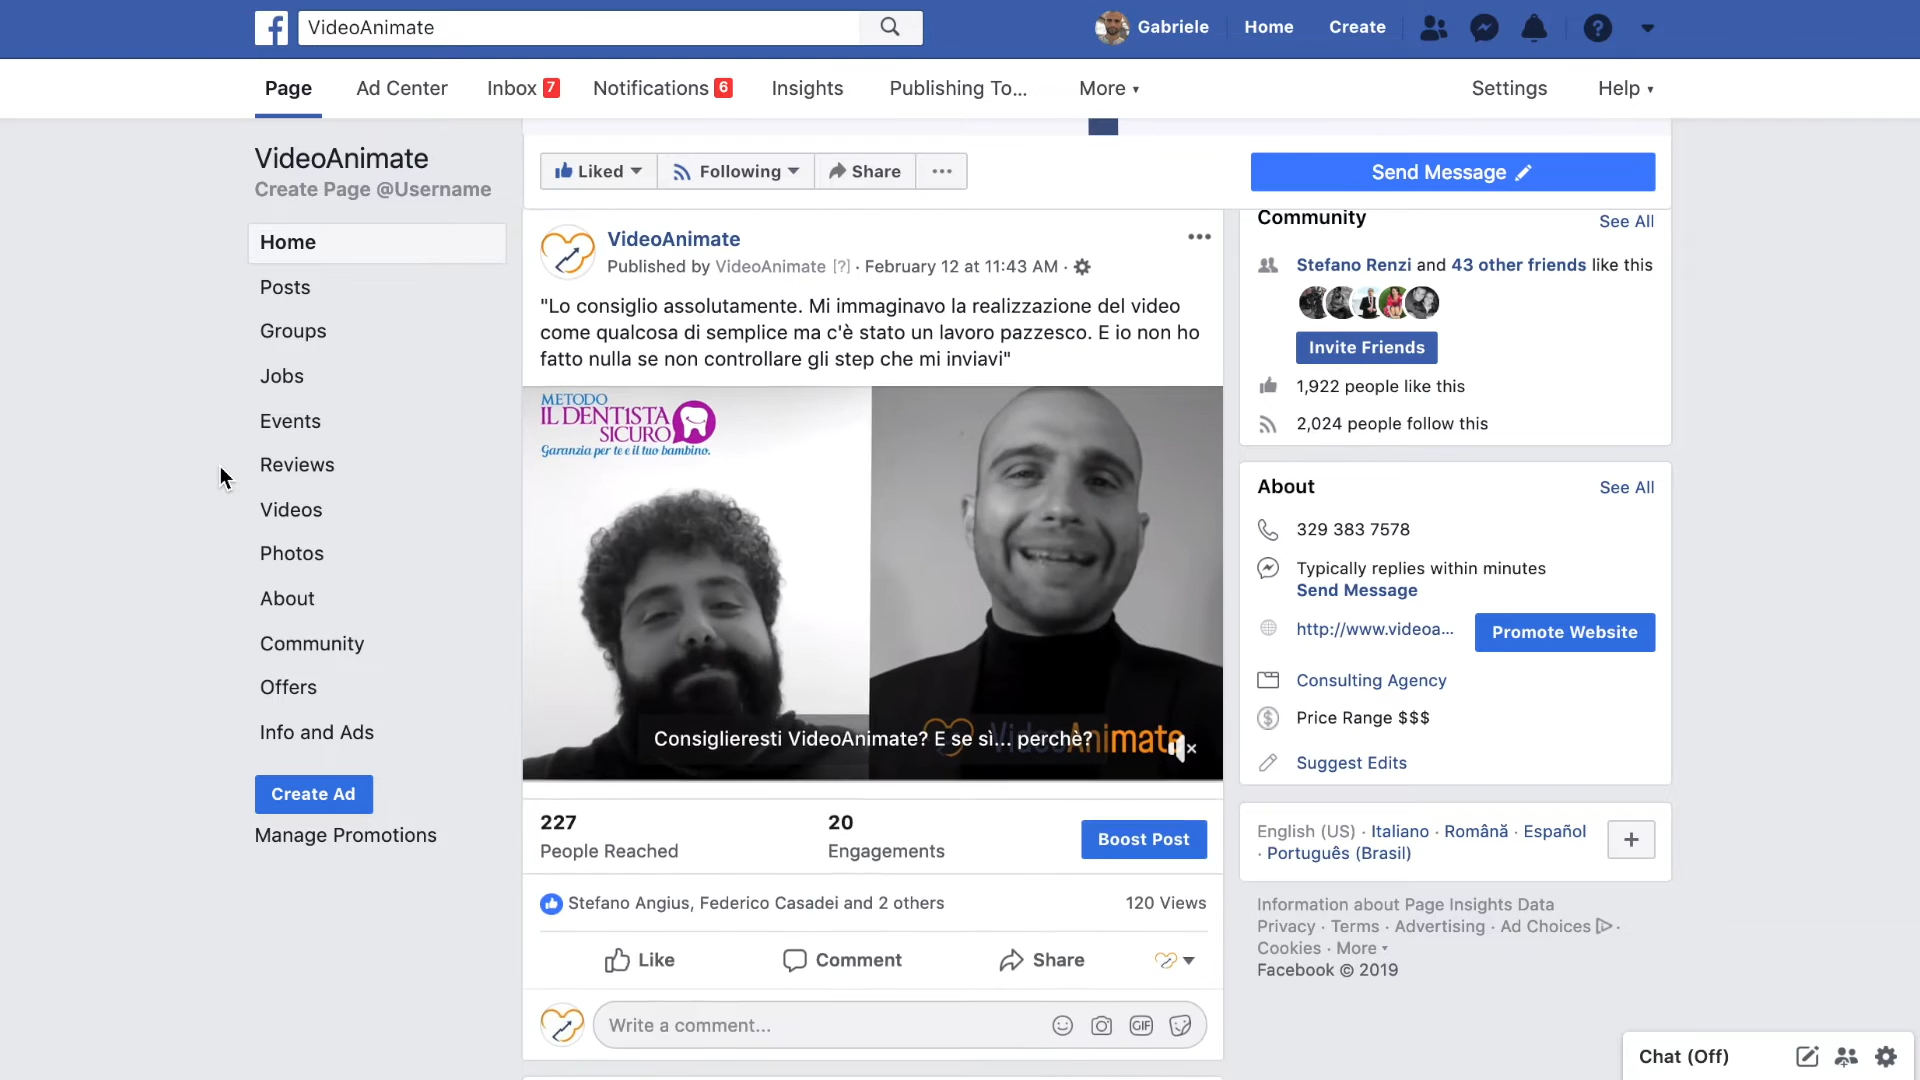 VideoAnimate
Gabriele
Home
Create
Page
Ad Center
Inbox 7
Notifications 6
Insights
Publishing To...
More
Settings
Help
VideoAnimate
Create Page @Username
Home
Posts
Groups
Jobs
Events
Reviews
Videos
Photos
About
Community
Offers
Info and Ads
Create Ad
Manage Promotions
Liked
Following
Share
Send Message
VideoAnimate
Published by VideoAnimate [?] · February 12 at 11:43 AM ·
"Lo consiglio assolutamente. Mi immaginavo la realizzazione del video
come qualcosa di semplice ma c'è stato un lavoro pazzesco. E io non ho
fatto nulla se non controllare gli step che mi inviavi"
METODO
IL DENT1STA
SICURO
Garanzia per te e il tuo bambino.
VideoAnimate
Consiglieresti VideoAnimate? E se sì... perchè?
227
People Reached
20
Engagements
Boost Post
Stefano Angius, Federico Casadei and 2 others
120 Views
Like
Comment
Share
Write a comment...
GIF
Community
See All
Stefano Renzi and 43 other friends like this
Invite Friends
1,922 people like this
2,024 people follow this
About
See All
329 383 7578
Typically replies within minutes
Send Message
http://www.videoa...
Promote Website
Consulting Agency
Price Range $$$
Suggest Edits
English (US) · Italiano · Română · Español
· Português (Brasil)
Information about Page Insights Data
Privacy · Terms · Advertising · Ad Choices ·
Cookies · More
Facebook © 2019
Chat (Off)